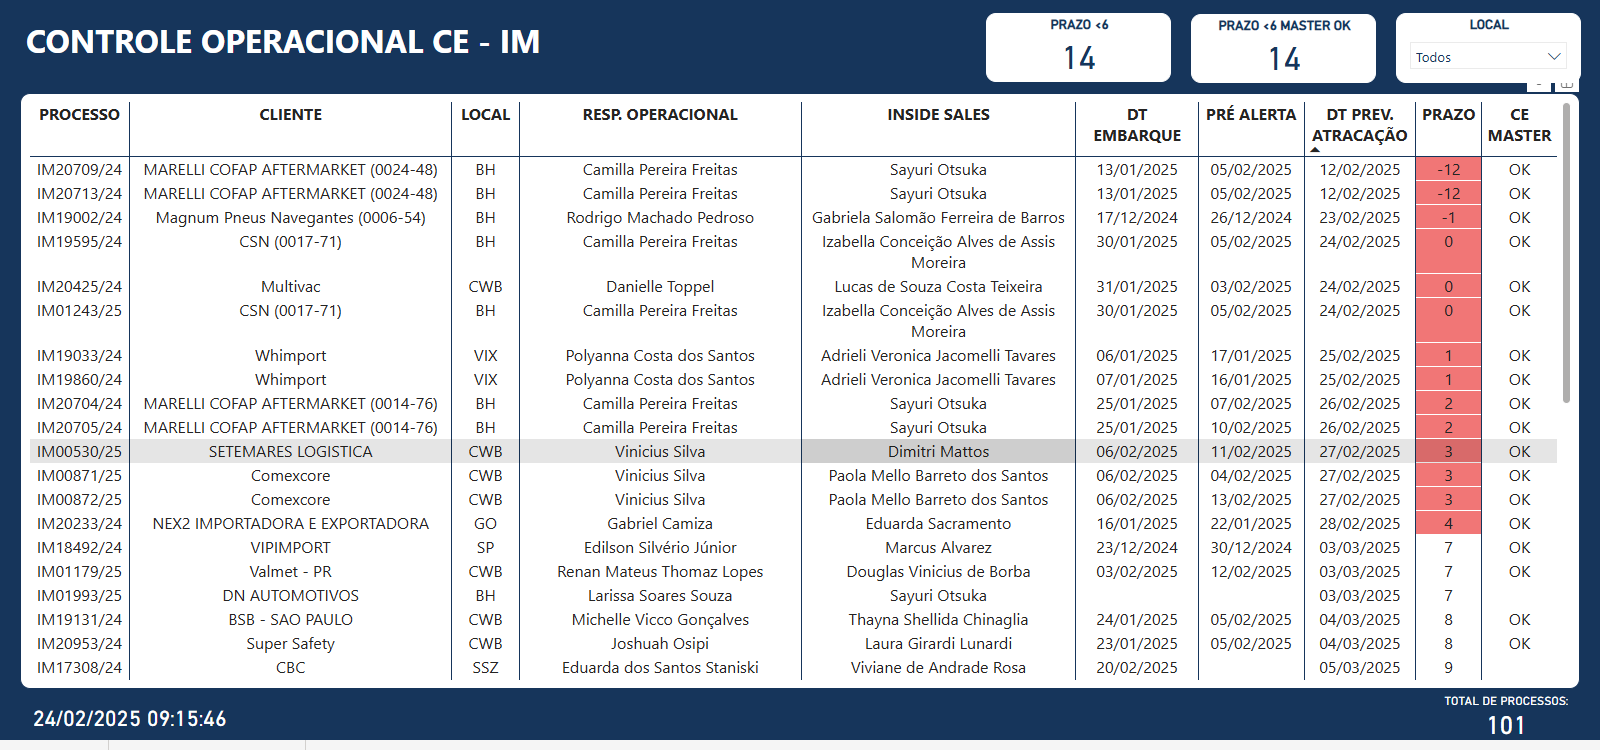 CONTROLE OPERACIONAL CE - IM
PRAZO <6
14
PRAZO <6 MASTER OK
14
LOCAL
Todos
PROCESSO CLIENTE LOCAL RESP. OPERACIONAL INSIDE SALES DT EMBARQUE PRÉ ALERTA DT PREV. ATRACAÇÃO PRAZO CE MASTER
IM20709/24 MARELLI COFAP AFTERMARKET (0024-48) BH Camilla Pereira Freitas Sayuri Otsuka 13/01/2025 05/02/2025 12/02/2025 -12 OK
IM20713/24 MARELLI COFAP AFTERMARKET (0024-48) BH Camilla Pereira Freitas Sayuri Otsuka 13/01/2025 05/02/2025 12/02/2025 -12 OK
IM19002/24 Magnum Pneus Navegantes (0006-54) BH Rodrigo Machado Pedroso Gabriela Salomão Ferreira de Barros 17/12/2024 26/12/2024 23/02/2025 -1 OK
IM19595/24 CSN (0017-71) BH Camilla Pereira Freitas Izabella Conceição Alves de Assis Moreira 30/01/2025 05/02/2025 24/02/2025 0 OK
IM20425/24 Multivac CWB Danielle Toppel Lucas de Souza Costa Teixeira 31/01/2025 03/02/2025 24/02/2025 0 OK
IM01243/25 CSN (0017-71) BH Camilla Pereira Freitas Izabella Conceição Alves de Assis Moreira 30/01/2025 05/02/2025 24/02/2025 0 OK
IM19033/24 Whimport VIX Polyanna Costa dos Santos Adrieli Veronica Jacomelli Tavares 06/01/2025 17/01/2025 25/02/2025 1 OK
IM19860/24 Whimport VIX Polyanna Costa dos Santos Adrieli Veronica Jacomelli Tavares 07/01/2025 16/01/2025 25/02/2025 1 OK
IM20704/24 MARELLI COFAP AFTERMARKET (0014-76) BH Camilla Pereira Freitas Sayuri Otsuka 25/01/2025 07/02/2025 26/02/2025 2 OK
IM20705/24 MARELLI COFAP AFTERMARKET (0014-76) BH Camilla Pereira Freitas Sayuri Otsuka 25/01/2025 10/02/2025 26/02/2025 2 OK
IM00530/25 SETEMARES LOGISTICA CWB Vinicius Silva Dimitri Mattos 06/02/2025 11/02/2025 27/02/2025 3 OK
IM00871/25 Comexcore CWB Vinicius Silva Paola Mello Barreto dos Santos 06/02/2025 04/02/2025 27/02/2025 3 OK
IM00872/25 Comexcore CWB Vinicius Silva Paola Mello Barreto dos Santos 06/02/2025 13/02/2025 27/02/2025 3 OK
IM20233/24 NEX2 IMPORTADORA E EXPORTADORA GO Gabriel Camiza Eduarda Sacramento 16/01/2025 22/01/2025 28/02/2025 4 OK
IM18492/24 VIPIMPORT SP Edilson Silvério Júnior Marcus Alvarez 23/12/2024 30/12/2024 03/03/2025 7 OK
IM01179/25 Valmet - PR CWB Renan Mateus Thomaz Lopes Douglas Vinicius de Borba 03/02/2025 12/02/2025 03/03/2025 7 OK
IM01993/25 DN AUTOMOTIVOS BH Larissa Soares Souza Sayuri Otsuka 03/03/2025 7
IM19131/24 BSB - SAO PAULO CWB Michelle Vicco Gonçalves Thayna Shellida Chinaglia 24/01/2025 05/02/2025 04/03/2025 8 OK
IM20953/24 Super Safety CWB Joshuah Osipi Laura Girardi Lunardi 23/01/2025 05/02/2025 04/03/2025 8 OK
IM17308/24 CBC SSZ Eduarda dos Santos Staniski Viviane de Andrade Rosa 20/02/2025 05/03/2025 9
24/02/2025 09:15:46
TOTAL DE PROCESSOS:
101